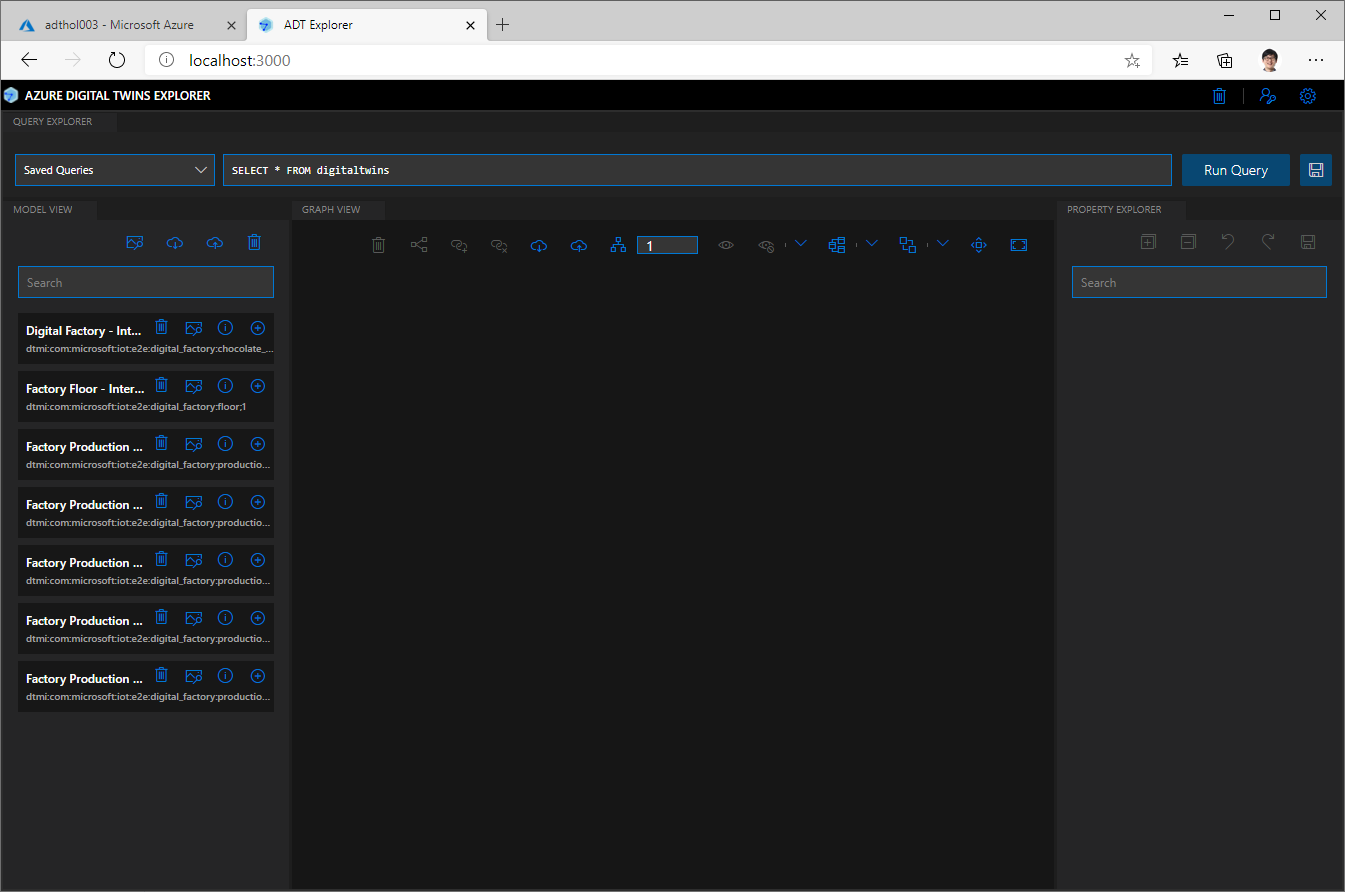 adthol003 - Microsoft Azure
ADT Explorer
localhost:3000
AZURE DIGITAL TWINS EXPLORER
QUERY EXPLORER
Saved Queries
SELECT * FROM digitaltwins
Run Query
MODEL VIEW
GRAPH VIEW
PROPERTY EXPLORER
1
Search
Search
Digital Factory - Int...
dtmi:com:microsoft:iot:e2e:digital_factory:chocolate_...
Factory Floor - Inter...
dtmi:com:microsoft:iot:e2e:digital_factory:floor;1
Factory Production ...
dtmi:com:microsoft:iot:e2e:digital_factory:productio...
Factory Production ...
dtmi:com:microsoft:iot:e2e:digital_factory:productio...
Factory Production ...
dtmi:com:microsoft:iot:e2e:digital_factory:productio...
Factory Production ...
dtmi:com:microsoft:iot:e2e:digital_factory:productio...
Factory Production ...
dtmi:com:microsoft:iot:e2e:digital_factory:productio...